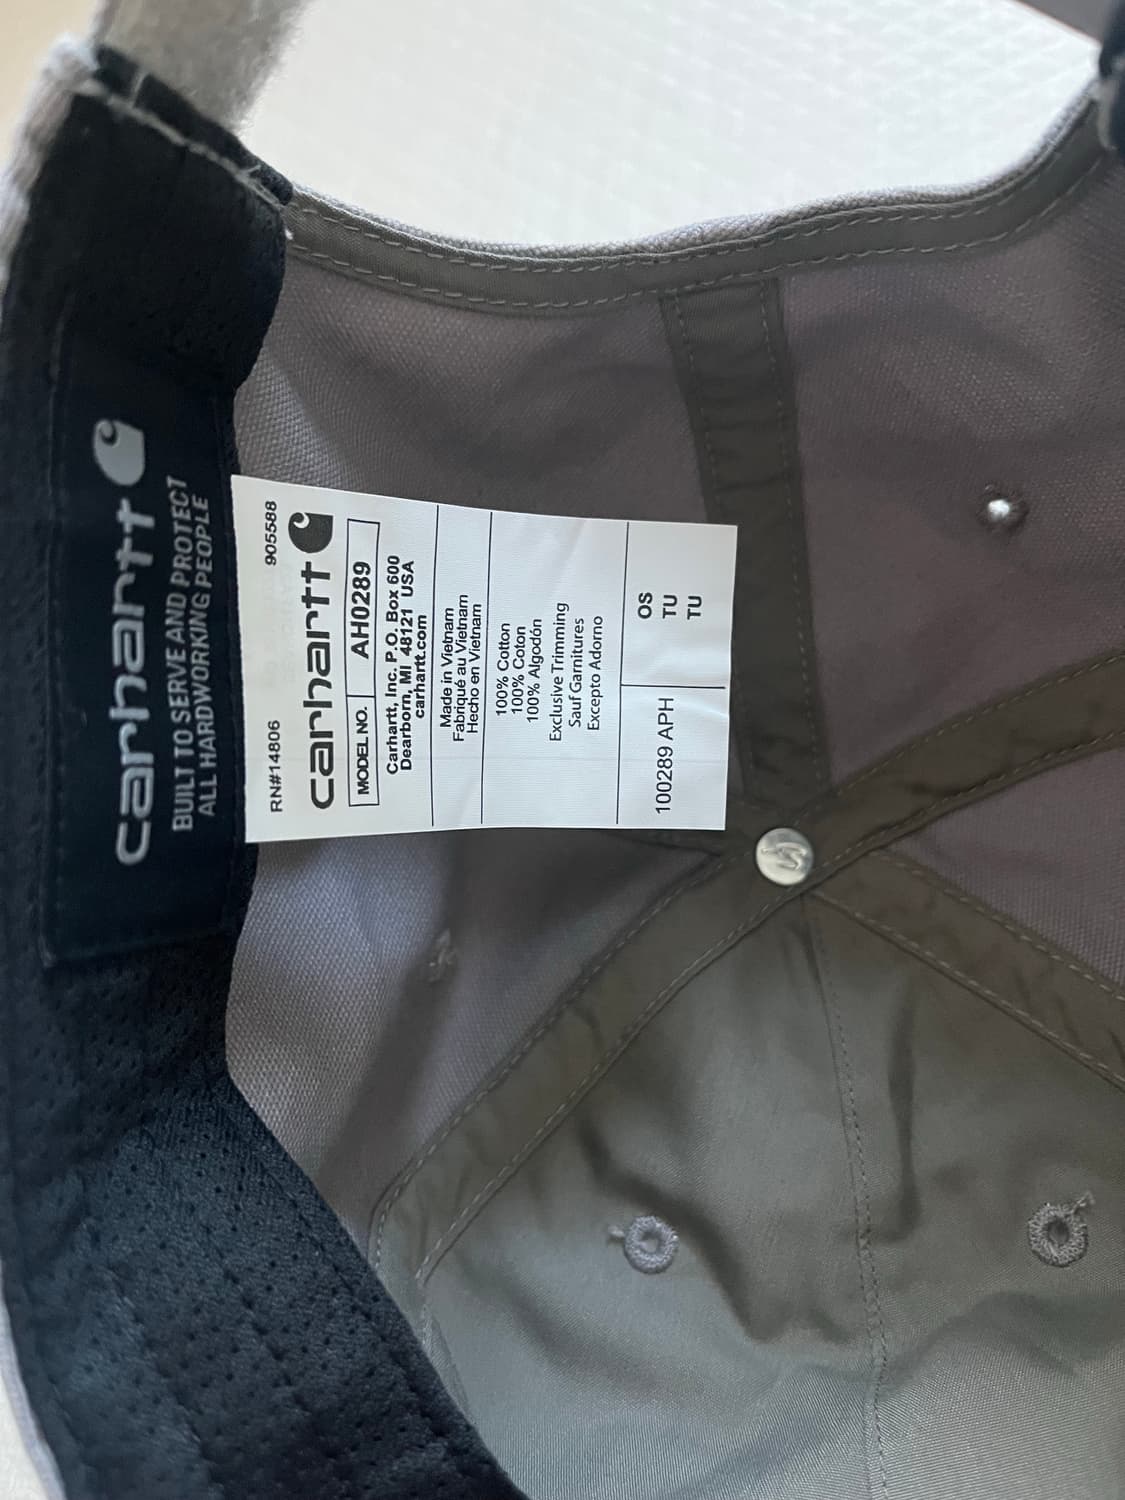 carhartt
BUILT TO SERVE AND PROTECT
ALL HARDWORKING PEOPLE
RN#14806 905588
carhartt
MODEL NO. AH0289
Carhartt, Inc. P.O. Box 600
Dearborn, MI 48121 USA
carhartt.com
Made in Vietnam
Fabriqué au Vietnam
Hecho en Vietnam
100% Cotton
100% Coton
100% Algodón
Exclusive Trimming
Sauf Garnitures
Excepto Adorno
100289 APH OS
TU
TU